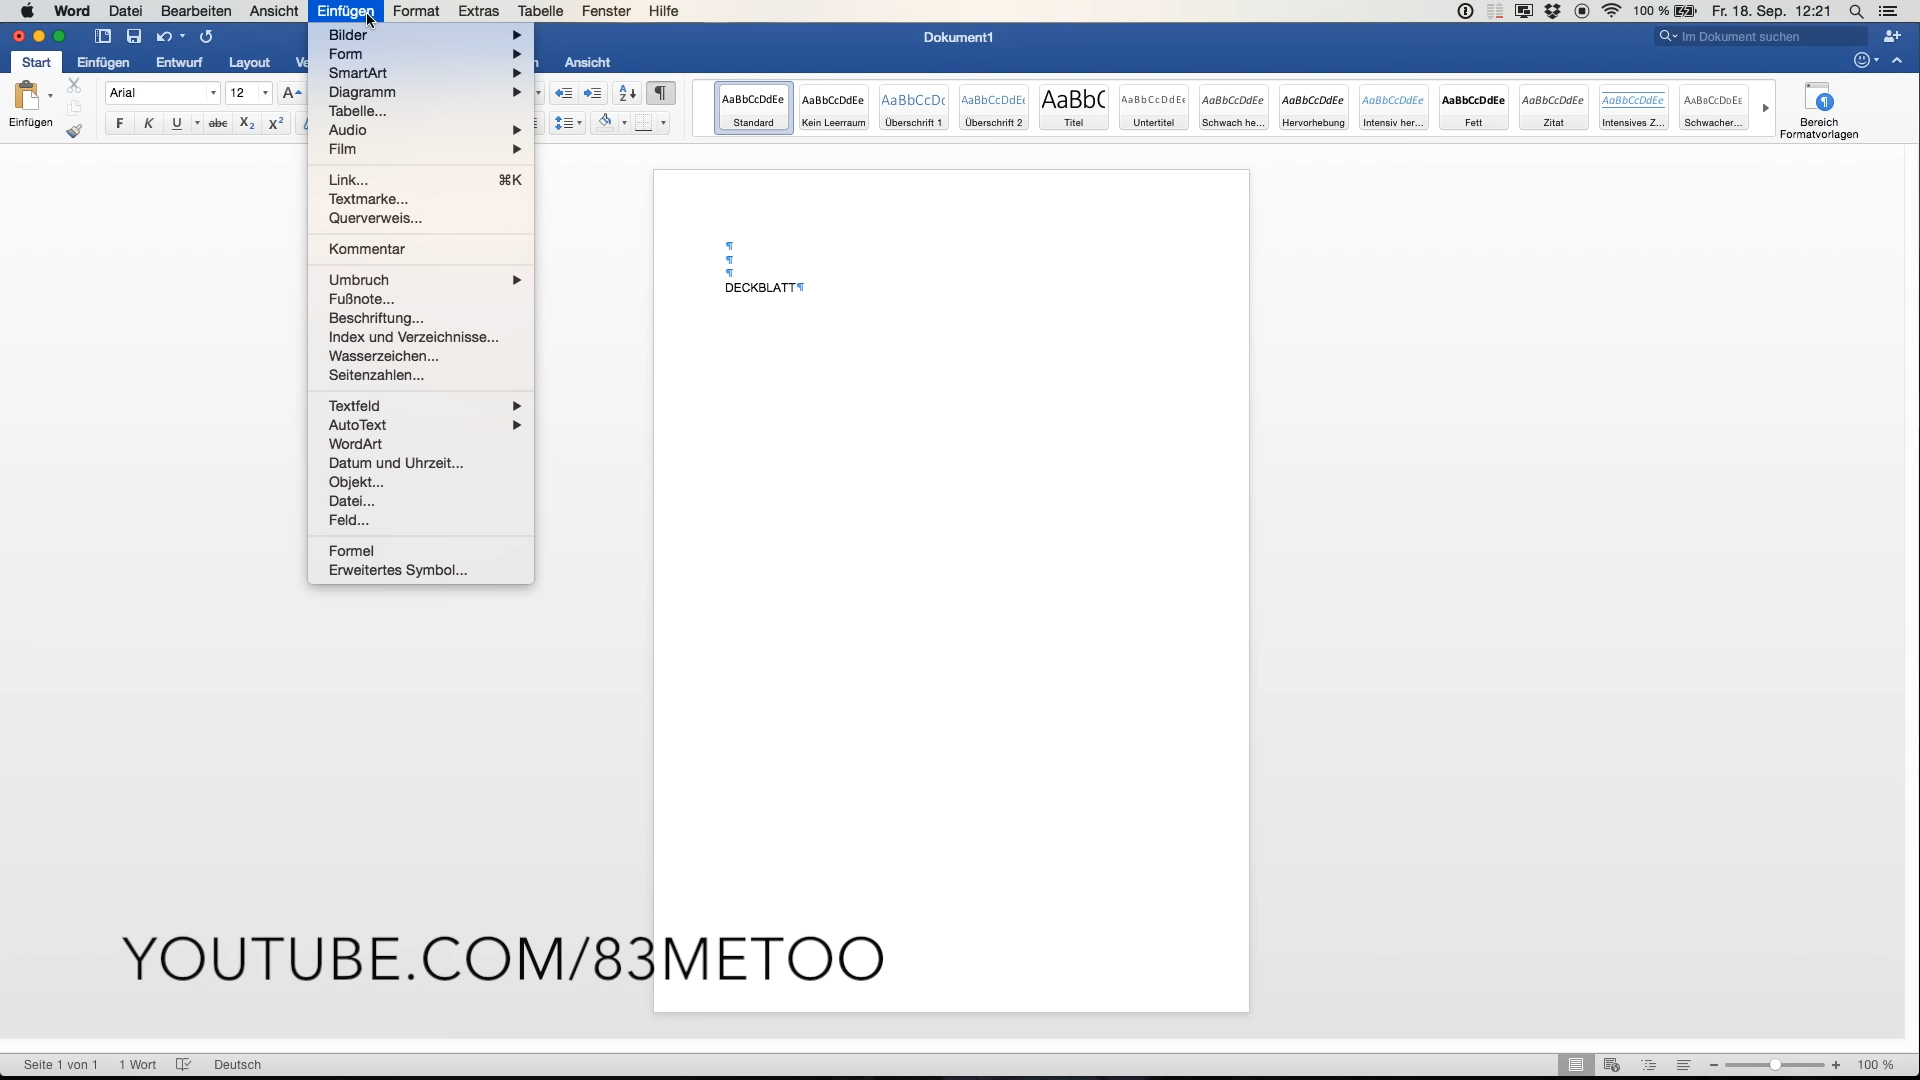 Word Datei Bearbeiten Ansicht Einfügen Format Extras Tabelle Fenster Hilfe 100 % Fr. 18. Sep. 12:21
Dokument1
Im Dokument suchen
Start Einfügen Entwurf Layout Ansicht
Einfügen
Arial 12 A
F K U abc X2 X2
AaBbCcDdEe Standard
AaBbCcDdEe Kein Leerraum
AaBbCcDc Überschrift 1
AaBbCcDdEe Überschrift 2
AaBbC Titel
AaBbCcDdEe Untertitel
AaBbCcDdEe Schwach he...
AaBbCcDdEe Hervorhebung
AaBbCcDdEe Intensiv her...
AaBbCcDdEe Fett
AaBbCcDdEe Zitat
AaBbCcDdEe Intensives Z...
AaBbCcDdEe Schwacher...
Bereich
Formatvorlagen
Bilder
Form
SmartArt
Diagramm
Tabelle...
Audio
Film
Link... ⌘K
Textmarke...
Querverweis...
Kommentar
Umbruch
Fußnote...
Beschriftung...
Index und Verzeichnisse...
Wasserzeichen...
Seitenzahlen...
Textfeld
AutoText
WordArt
Datum und Uhrzeit...
Objekt...
Datei...
Feld...
Formel
Erweitertes Symbol...
¶
¶
¶
DECKBLATT¶
YOUTUBE.COM/83METOO
Seite 1 von 1 1 Wort Deutsch 100 %